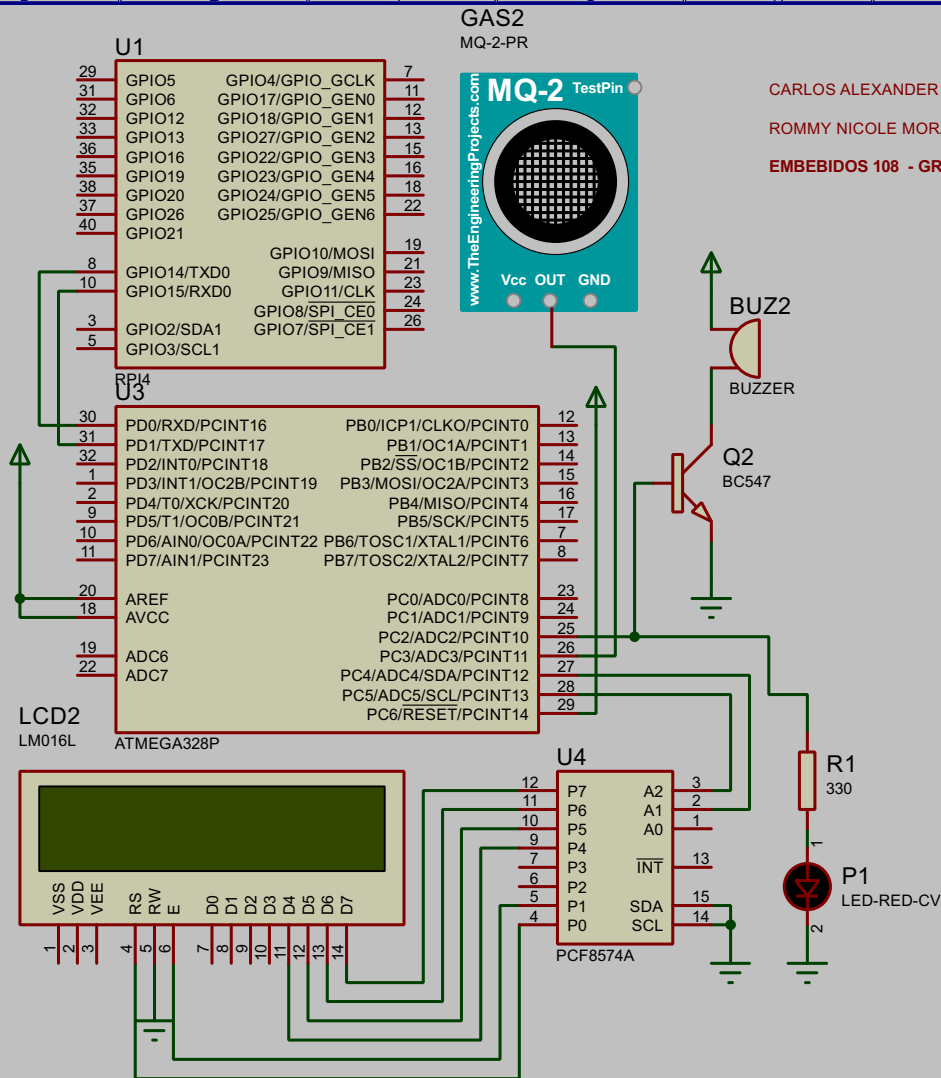 GAS2
MQ-2-PR
MQ-2 TestPin
www.TheEngineeringProjects.com
Vcc OUT GND
CARLOS ALEXANDER
ROMMY NICOLE
EMBEBIDOS 108 - GR
U1
29 GPIO5 GPIO4/GPIO_GCLK 7
31 GPIO6 GPIO17/GPIO_GEN0 11
32 GPIO12 GPIO18/GPIO_GEN1 12
33 GPIO13 GPIO27/GPIO_GEN2 13
36 GPIO16 GPIO22/GPIO_GEN3 15
35 GPIO19 GPIO23/GPIO_GEN4 16
38 GPIO20 GPIO24/GPIO_GEN5 18
37 GPIO26 GPIO25/GPIO_GEN6 22
40 GPIO21
GPIO10/MOSI 19
8 GPIO14/TXD0 GPIO9/MISO 21
10 GPIO15/RXD0 GPIO11/CLK 23
GPIO8/SPI_CE0 24
3 GPIO2/SDA1 GPIO7/SPI_CE1 26
5 GPIO3/SCL1
RPI4
U3
30 PD0/RXD/PCINT16 PB0/ICP1/CLKO/PCINT0 12
31 PD1/TXD/PCINT17 PB1/OC1A/PCINT1 13
32 PD2/INT0/PCINT18 PB2/SS/OC1B/PCINT2 14
1 PD3/INT1/OC2B/PCINT19 PB3/MOSI/OC2A/PCINT3 15
2 PD4/T0/XCK/PCINT20 PB4/MISO/PCINT4 16
9 PD5/T1/OC0B/PCINT21 PB5/SCK/PCINT5 17
10 PD6/AIN0/OC0A/PCINT22 PB6/TOSC1/XTAL1/PCINT6 7
11 PD7/AIN1/PCINT23 PB7/TOSC2/XTAL2/PCINT7 8
20 AREF PC0/ADC0/PCINT8 23
18 AVCC PC1/ADC1/PCINT9 24
PC2/ADC2/PCINT10 25
19 ADC6 PC3/ADC3/PCINT11 26
22 ADC7 PC4/ADC4/SDA/PCINT12 27
PC5/ADC5/SCL/PCINT13 28
PC6/RESET/PCINT14 29
ATMEGA328P
BUZ2
BUZZER
Q2
BC547
LCD2
LM016L
VSS VDD VEE RS RW E D0 D1 D2 D3 D4 D5 D6 D7
1 2 3 4 5 6 7 8 9 10 11 12 13 14
U4
12 P7 A2 3
11 P6 A1 2
10 P5 A0 1
9 P4
7 P3 INT 13
6 P2
5 P1 SDA 15
4 P0 SCL 14
PCF8574A
R1
330
1
P1
LED-RED-CV
2